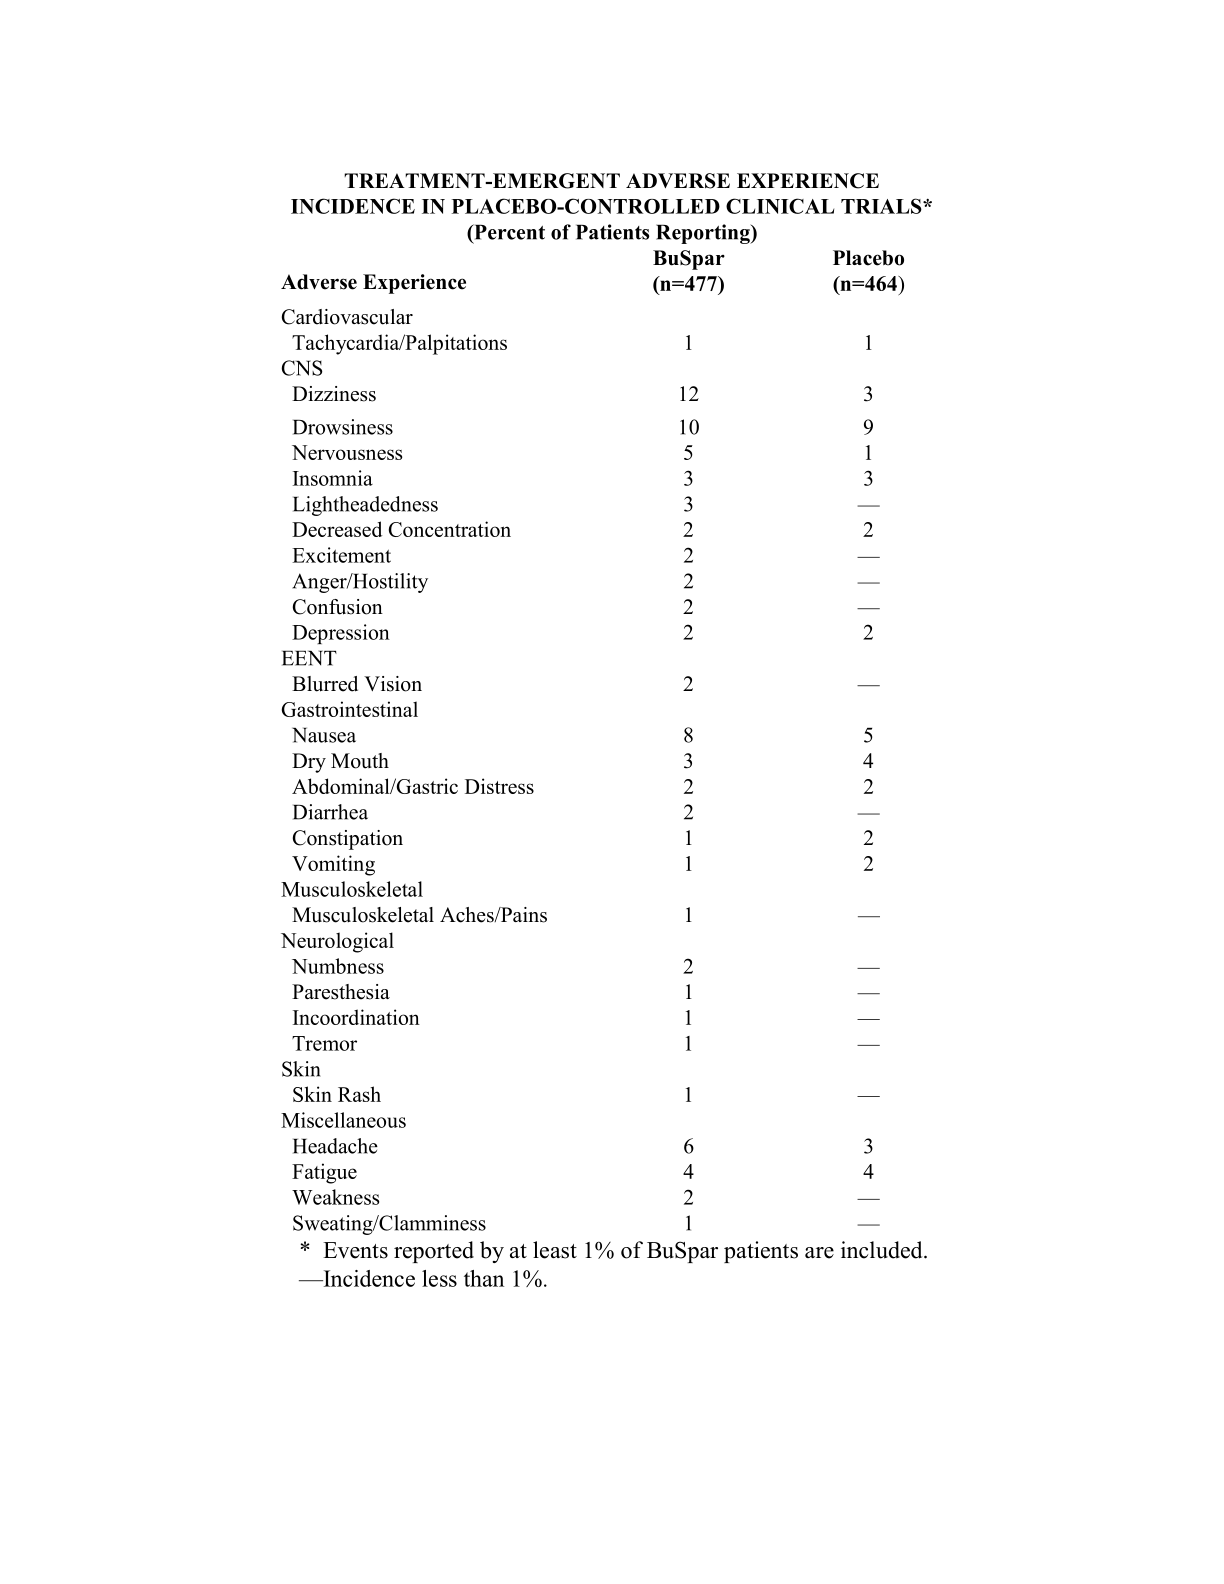 TREATMENT-EMERGENT ADVERSE EXPERIENCE
INCIDENCE IN PLACEBO-CONTROLLED CLINICAL TRIALS*
(Percent of Patients Reporting)
BuSpar Placebo
Adverse Experience (n=477) (n=464)
Cardiovascular
Tachycardia/Palpitations 1 1
CNS
Dizziness 12 3
Drowsiness 10 9
Nervousness 5 1
Insomnia 3 3
Lightheadedness 3 —
Decreased Concentration 2 2
Excitement 2 —
Anger/Hostility 2 —
Confusion 2 —
Depression 2 2
EENT
Blurred Vision 2 —
Gastrointestinal
Nausea 8 5
Dry Mouth 3 4
Abdominal/Gastric Distress 2 2
Diarrhea 2 —
Constipation 1 2
Vomiting 1 2
Musculoskeletal
Musculoskeletal Aches/Pains 1 —
Neurological
Numbness 2 —
Paresthesia 1 —
Incoordination 1 —
Tremor 1 —
Skin
Skin Rash 1 —
Miscellaneous
Headache 6 3
Fatigue 4 4
Weakness 2 —
Sweating/Clamminess 1 —
* Events reported by at least 1% of BuSpar patients are included.
—Incidence less than 1%.